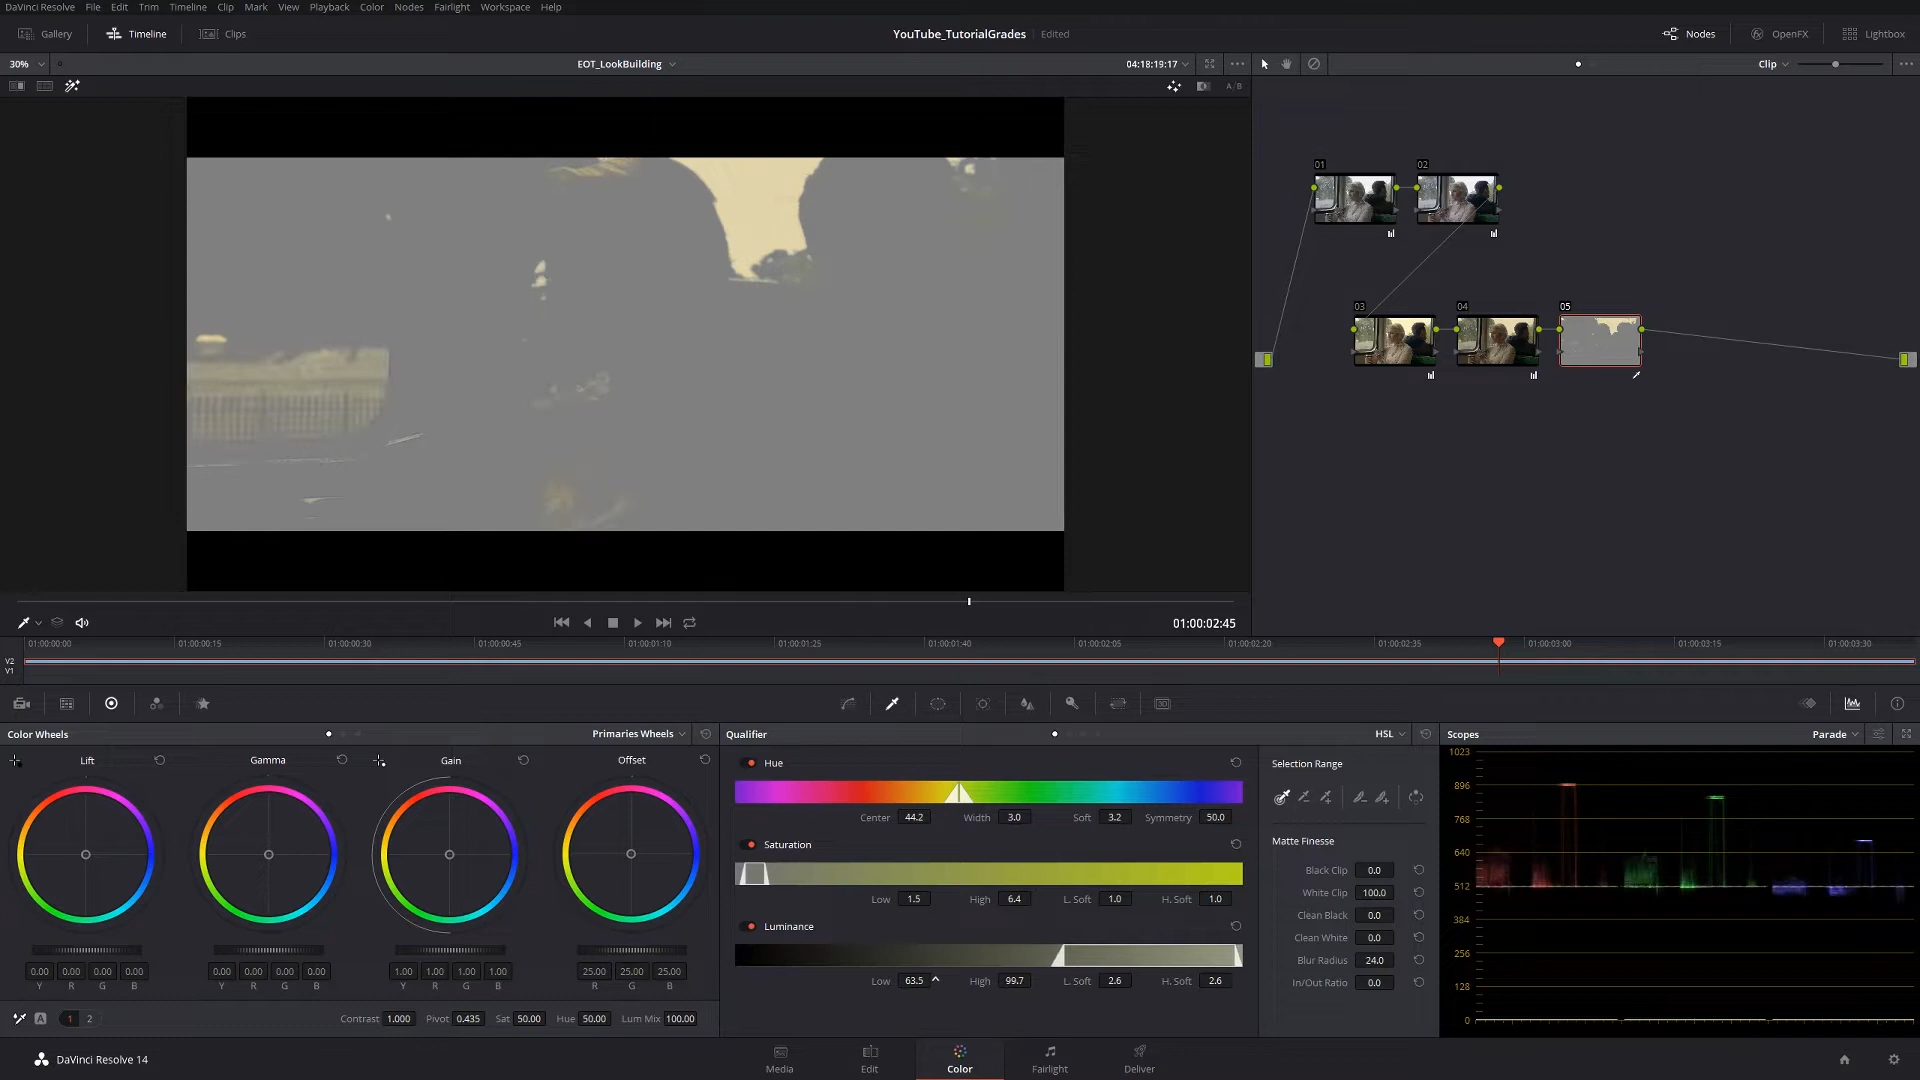 DaVinci Resolve File Edit Trim Timeline Clip Mark View Playback Color Nodes Fairlight Workspace Help
Gallery Timeline Clips YouTube_TutorialGrades Edited Nodes OpenFX Lightbox
30% EOT_LookBuilding 04:18:19:17 Clip
A/B
01 02
03 04 05
01:00:02:45
01:00:00:00 01:00:00:15 01:00:00:30 01:00:00:45 01:00:01:10 01:00:01:25 01:00:01:40 01:00:02:05 01:00:02:20 01:00:02:35 01:00:03:00 01:00:03:15 01:00:03:30
V2
V1
3D
Color Wheels Primaries Wheels Qualifier HSL Scopes Parade
Lift Gamma Gain Offset
0.00 0.00 0.00 0.00 0.00 0.00 0.00 0.00 1.00 1.00 1.00 1.00 25.00 25.00 25.00
Y R G B Y R G B Y R G B R G B
A 1 2 Contrast 1.000 Pivot 0.435 Sat 50.00 Hue 50.00 Lum Mix 100.00
Hue
Center 44.2 Width 3.0 Soft 3.2 Symmetry 50.0
Saturation
Low 1.5 High 6.4 L. Soft 1.0 H. Soft 1.0
Luminance
Low 63.5 High 99.7 L. Soft 2.6 H. Soft 2.6
Selection Range
Matte Finesse
Black Clip 0.0
White Clip 100.0
Clean Black 0.0
Clean White 0.0
Blur Radius 24.0
In/Out Ratio 0.0
1023
896
768
640
512
384
256
128
0
DaVinci Resolve 14
Media Edit Color Fairlight Deliver